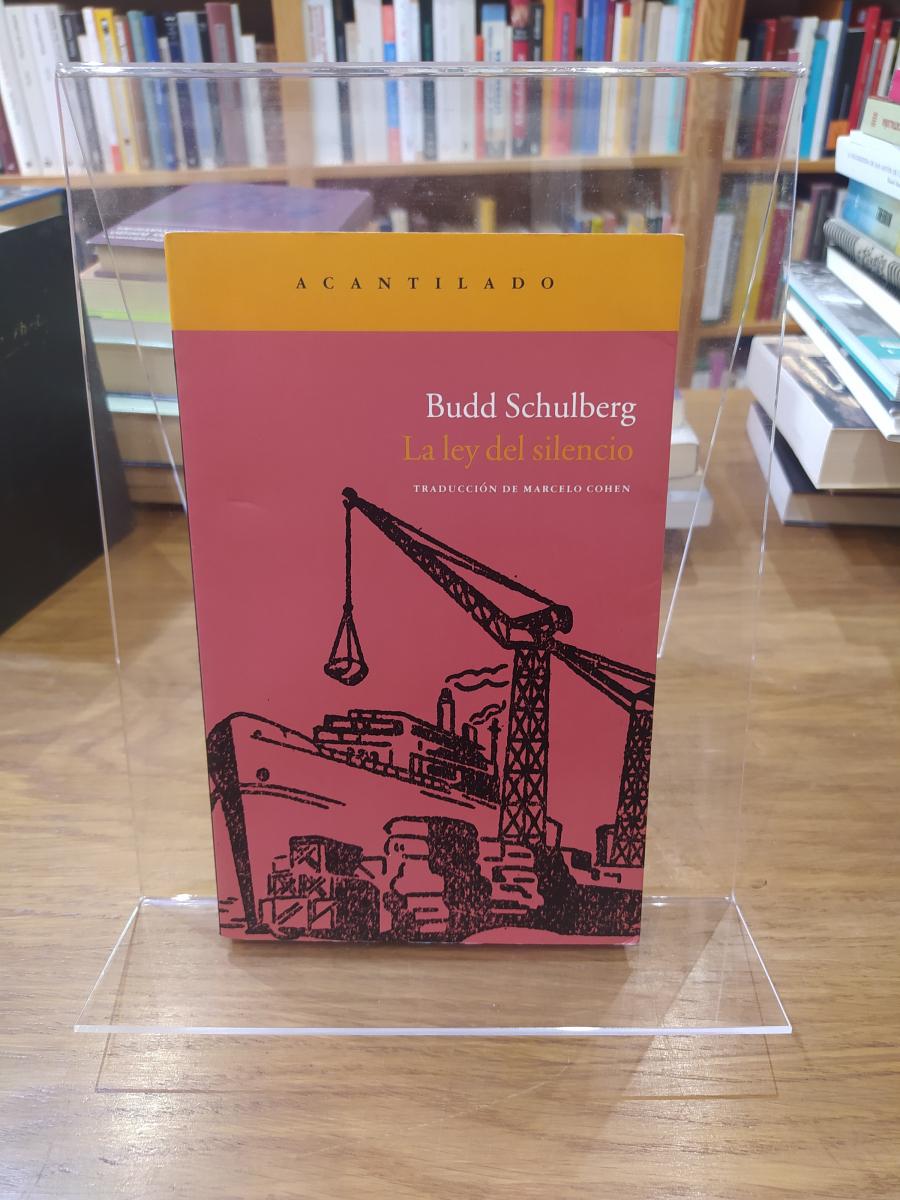 ACANTILADO
Budd Schulberg
La ley del silencio
TRADUCCIÓN DE MARCELO COHEN